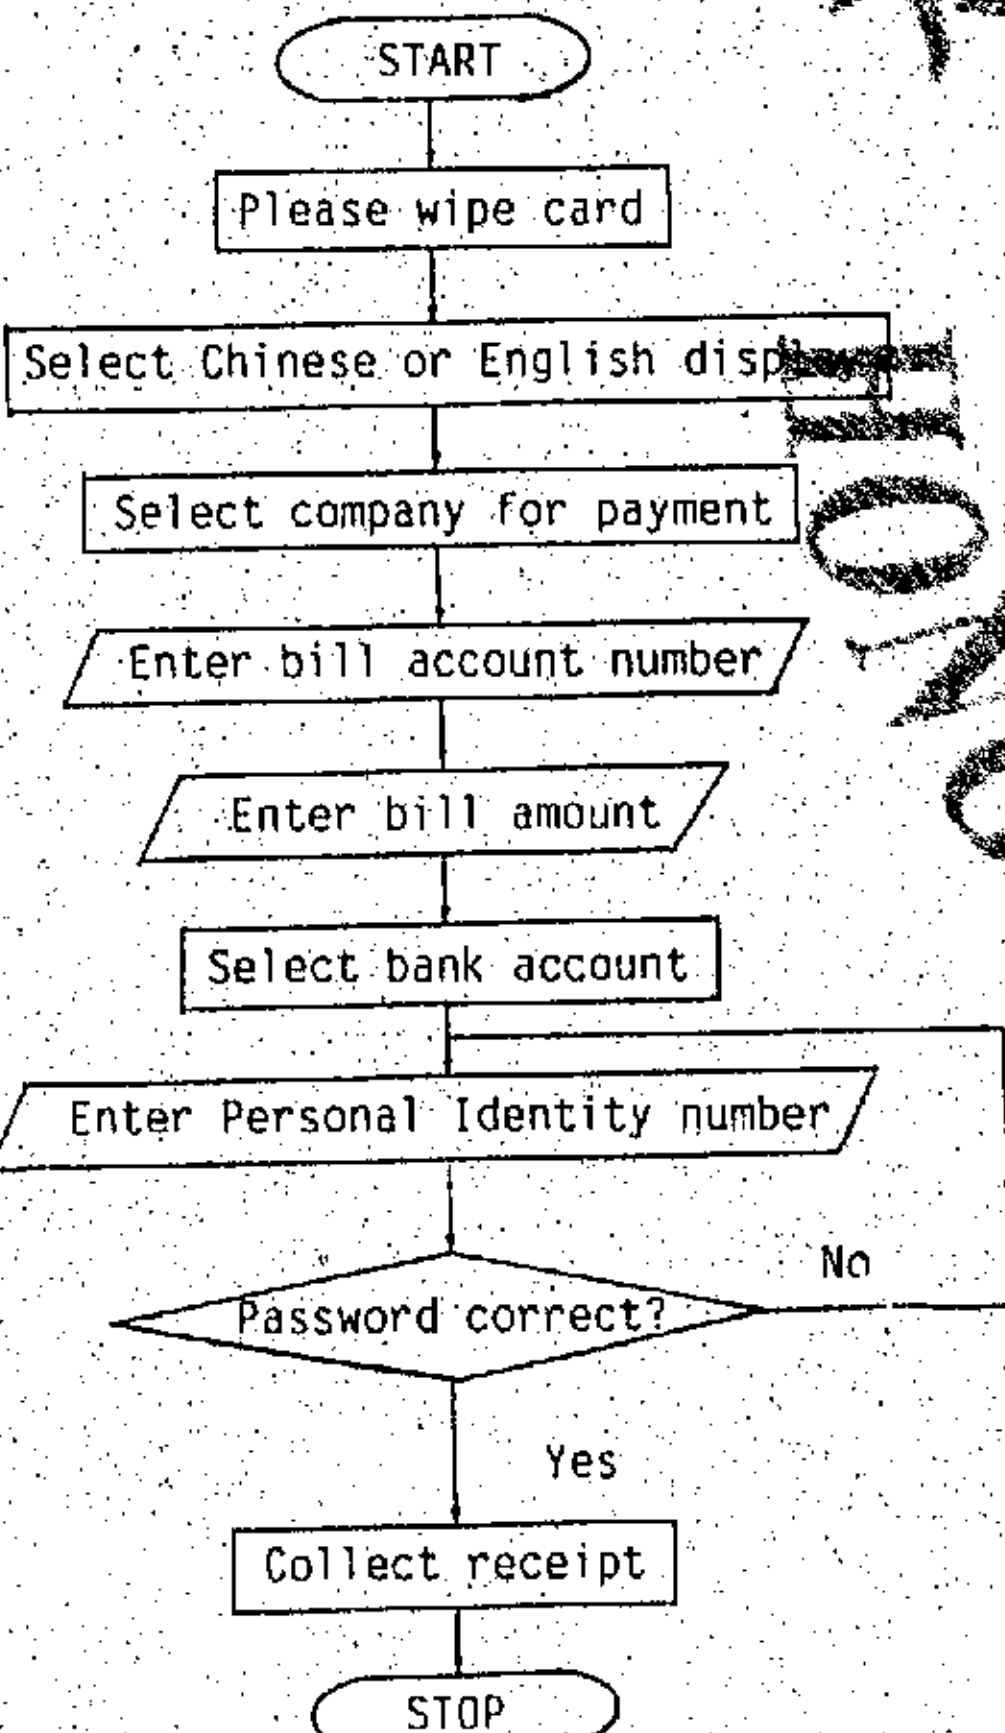 START
Please wipe card
Select Chinese or English display
Select company for payment
Enter bill account number
Enter bill amount
Select bank account
Enter Personal Identity number
No
Password correct?
Yes
Collect receipt
STOP